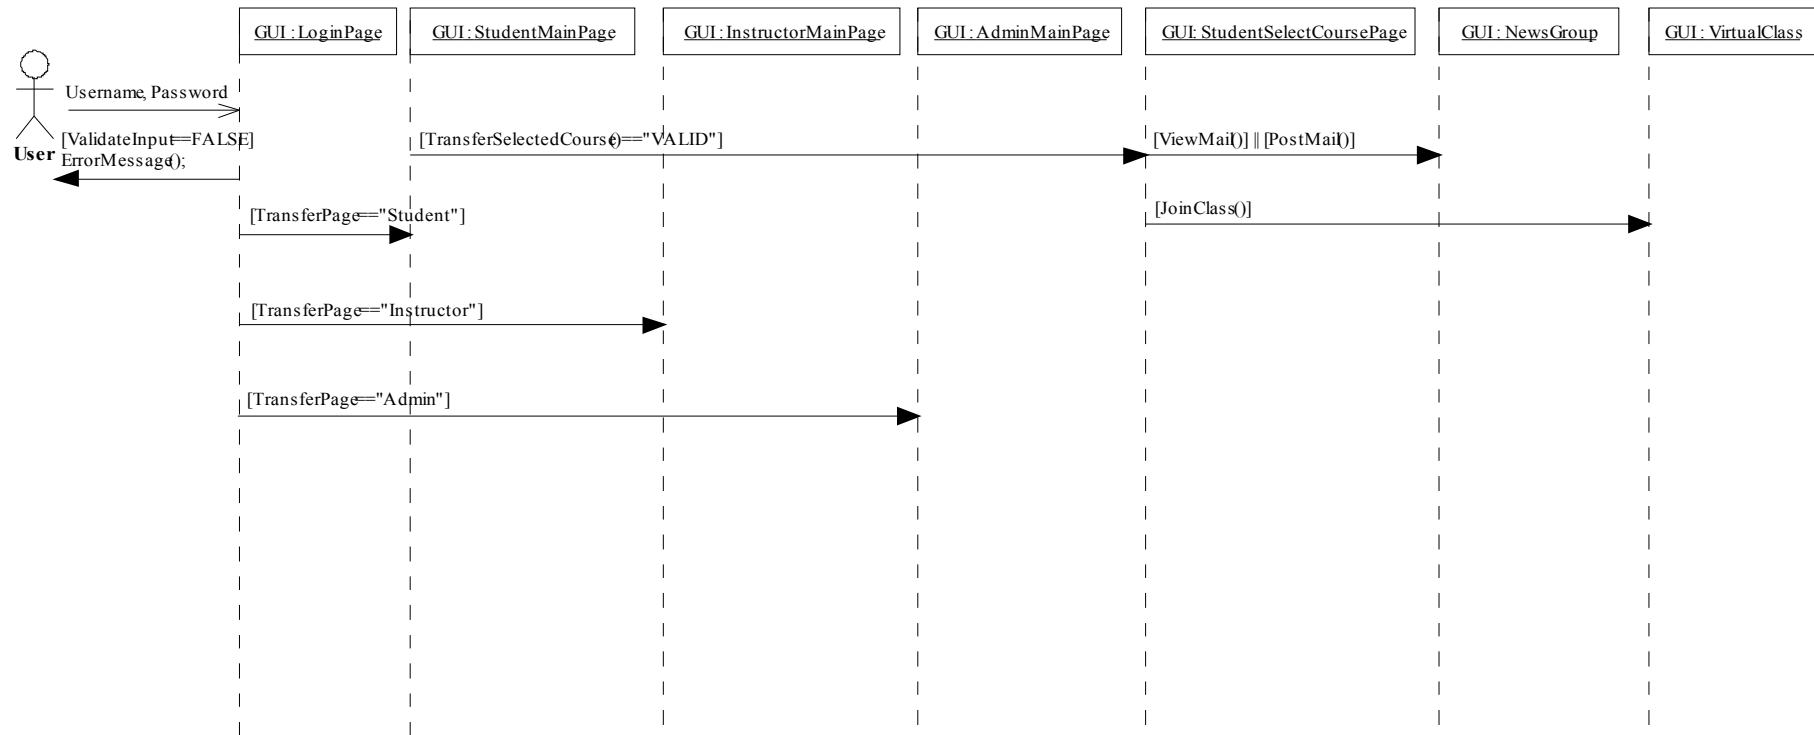 GUI : LoginPage
GUI : StudentMainPage
GUI : InstructorMainPage
GUI : AdminMainPage
GUI: StudentSelectCoursePage
GUI : NewsGroup
GUI : VirtualClass
Username, Password
User
[ValidateInput==FALSE]
ErrorMessage();
[TransferSelectedCourse()=="VALID"]
[ViewMail()] || [PostMail()]
[TransferPage=="Student"]
[JoinClass()]
[TransferPage=="Instructor"]
[TransferPage=="Admin"]